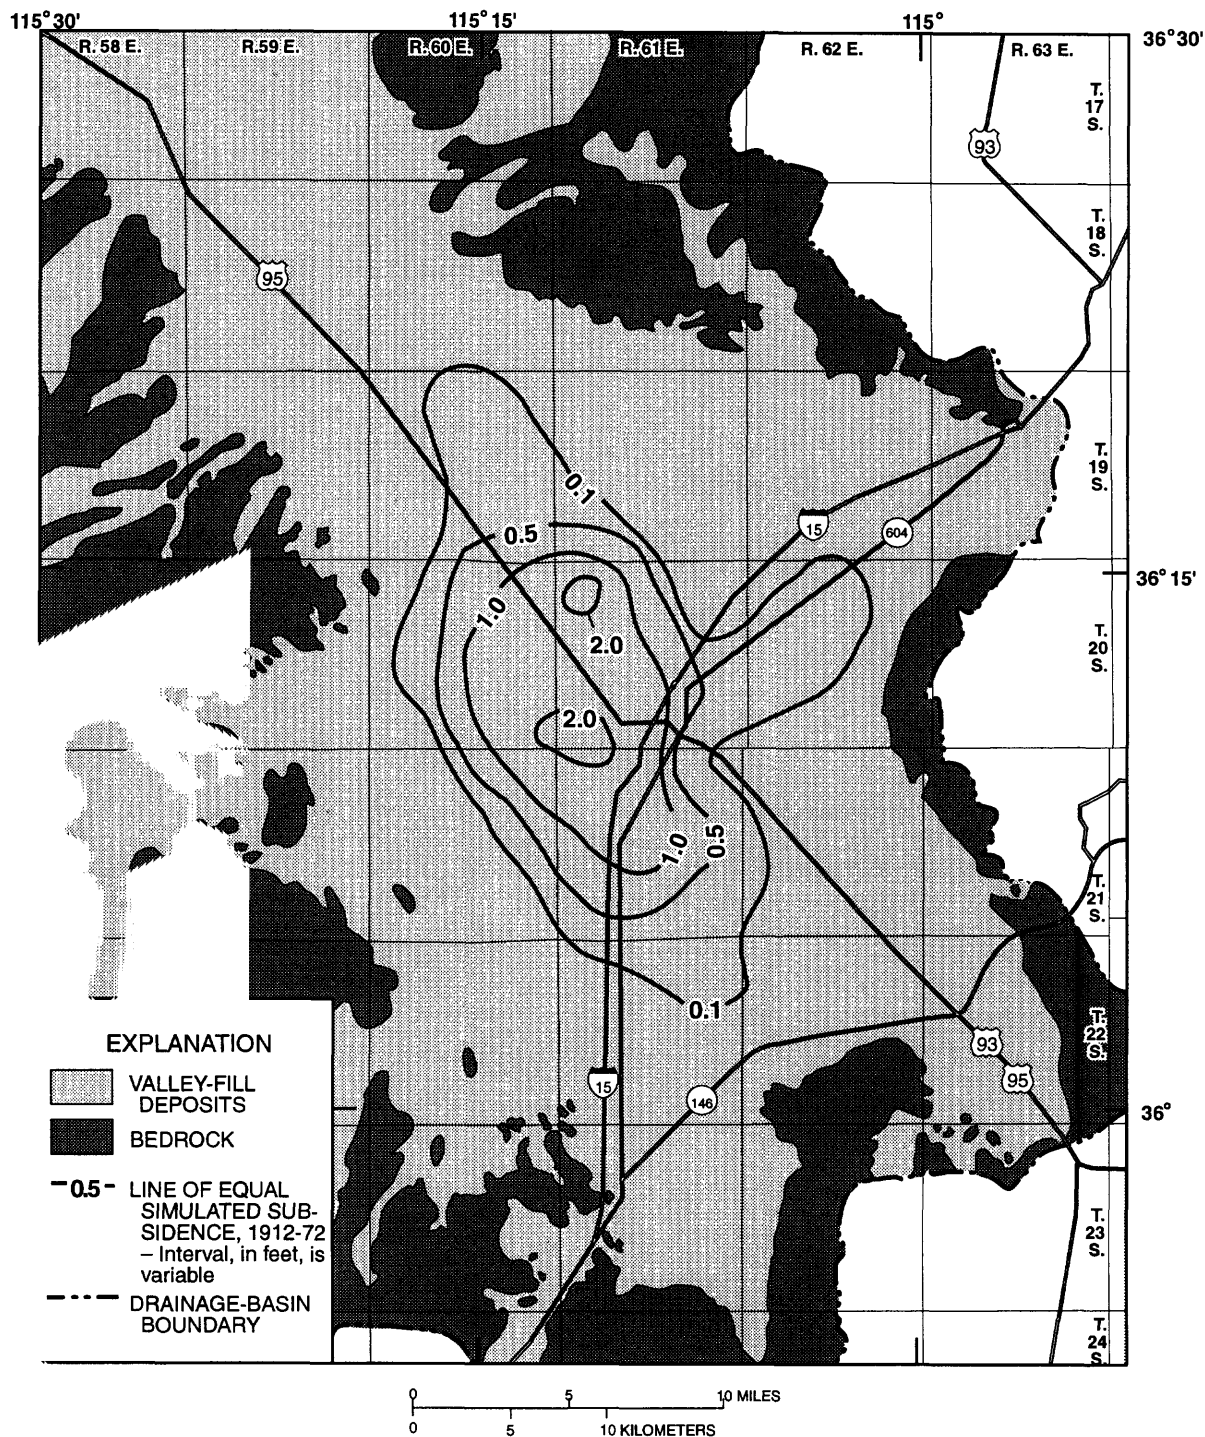 115°30' 115°15' 115°
R. 58 E. R.59 E. R.60 E. R.61 E. R. 62 E. R. 63 E.
36°30'
T.
17
S.
93
T.
18
S.
95
0.1
T.
19
S.
15
604
0.5
36°15'
1.0
2.0
T.
20
S.
2.0
1.0
0.5
T.
21
S.
0.1
T.
22
S.
93
95
15
146
36°
T.
23
S.
T.
24
S.
EXPLANATION
VALLEY-FILL
DEPOSITS
BEDROCK
0.5 LINE OF EQUAL
SIMULATED SUB-
SIDENCE, 1912-72
– Interval, in feet, is
variable
DRAINAGE-BASIN
BOUNDARY
0 5 10 MILES
0 5 10 KILOMETERS